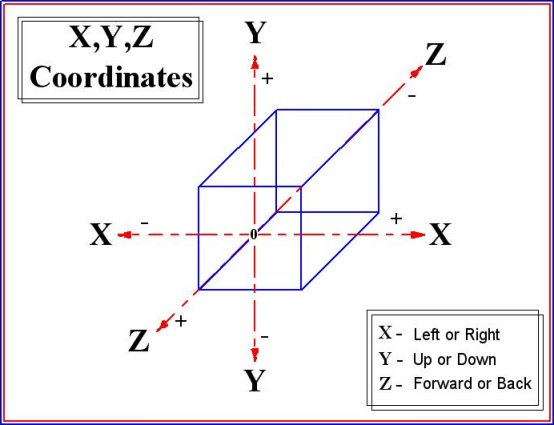 X,Y,Z
Coordinates
Y
+
Z
-
X
-
0
+
X
Z
+
-
Y
X - Left or Right
Y - Up or Down
Z - Forward or Back